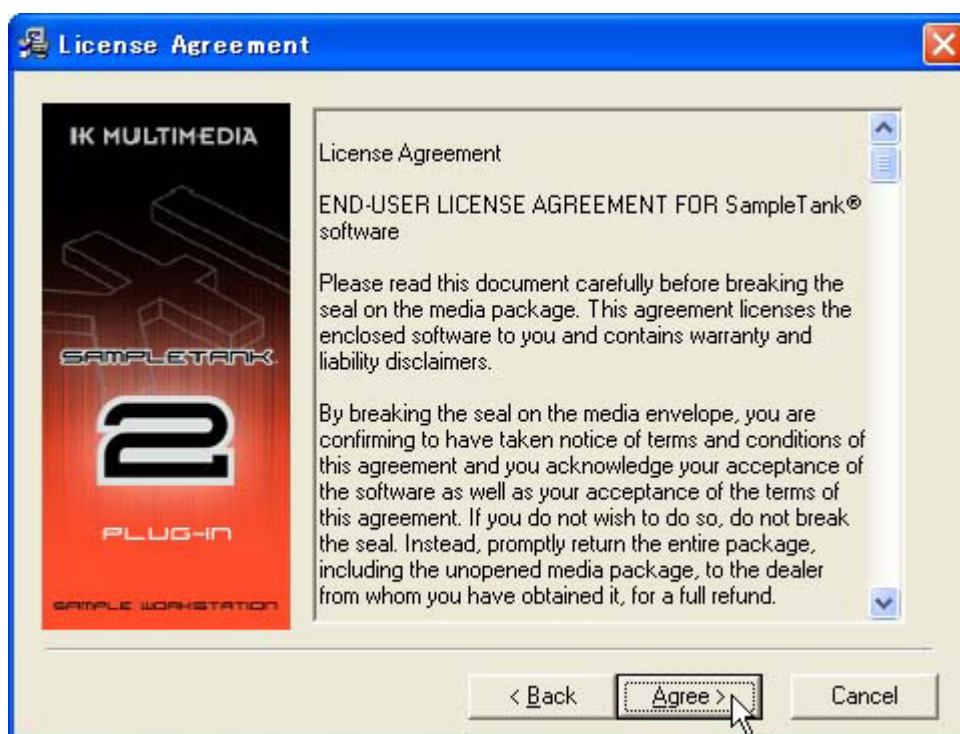 License Agreement
IK MULTIMEDIA
SAMPLETANK
2
PLUG-IN
SAMPLE WORKSTATION
License Agreement
END-USER LICENSE AGREEMENT FOR SampleTank®
software
Please read this document carefully before breaking the
seal on the media package. This agreement licenses the
enclosed software to you and contains warranty and
liability disclaimers.
By breaking the seal on the media envelope, you are
confirming to have taken notice of terms and conditions of
this agreement and you acknowledge your acceptance of
the software as well as your acceptance of the terms of
this agreement. If you do not wish to do so, do not break
the seal. Instead, promptly return the entire package,
including the unopened media package, to the dealer
from whom you have obtained it, for a full refund.
< Back
Agree >
Cancel